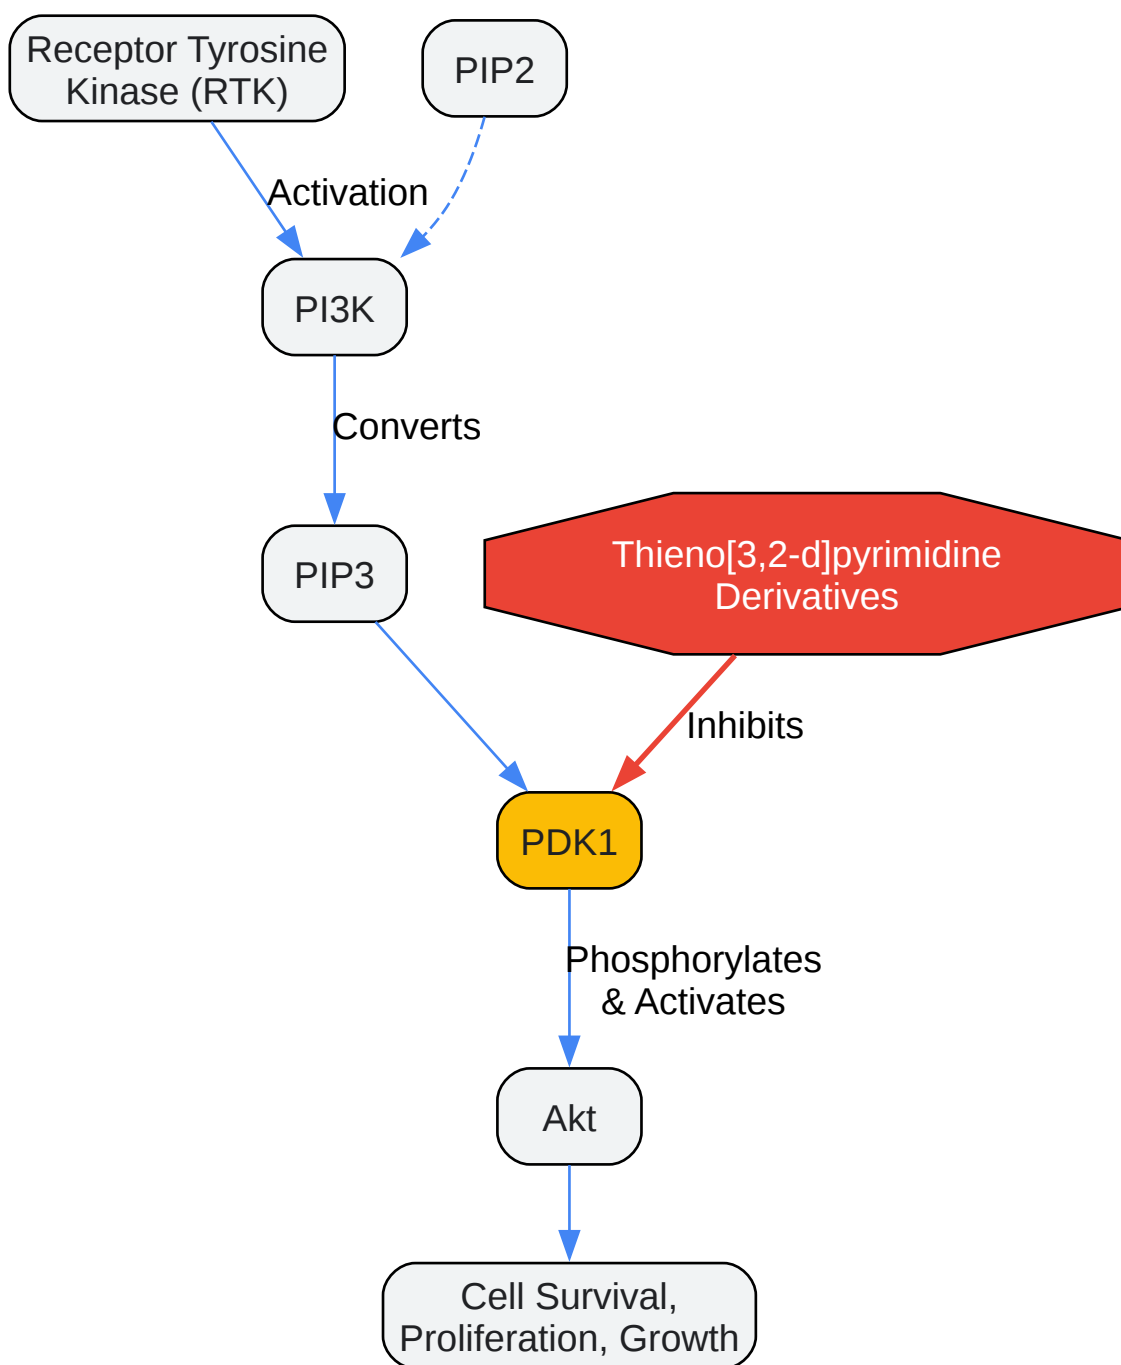 Receptor Tyrosine
Kinase (RTK)
PIP2
Activation
PI3K
Converts
PIP3
Thieno[3,2-d]pyrimidine
Derivatives
Inhibits
PDK1
Phosphorylates
& Activates
Akt
Cell Survival,
Proliferation, Growth